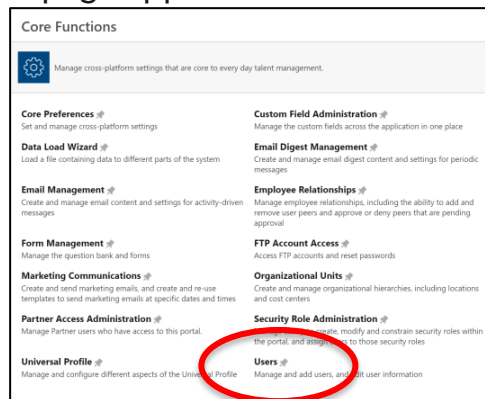 Core Functions
Manage cross-platform settings that are core to every day talent management.
Core Preferences
Set and manage cross-platform settings
Data Load Wizard
Load a file containing data to different parts of the system
Email Management
Create and manage email content and settings for activity-driven
messages
Form Management
Manage the question bank and forms
Marketing Communications
Create and send marketing emails, and create and re-use
templates to send marketing emails at specific dates and times
Partner Access Administration
Manage Partner users who have access to this portal.
Universal Profile
Manage and configure different aspects of the Universal Profile
Custom Field Administration
Manage the custom fields across the application in one place
Email Digest Management
Create and manage email digest content and settings for periodic
messages
Employee Relationships
Manage employee relationships, including the ability to add and
remove user peers and approve or deny peers that are pending
approval
FTP Account Access
Access FTP accounts and reset passwords
Organizational Units
Create and manage organizational hierarchies, including locations
and cost centers
Security Role Administration
create, modify and constrain security roles within
the portal, and assign users to those security roles
Users
Manage and add users, and edit user information